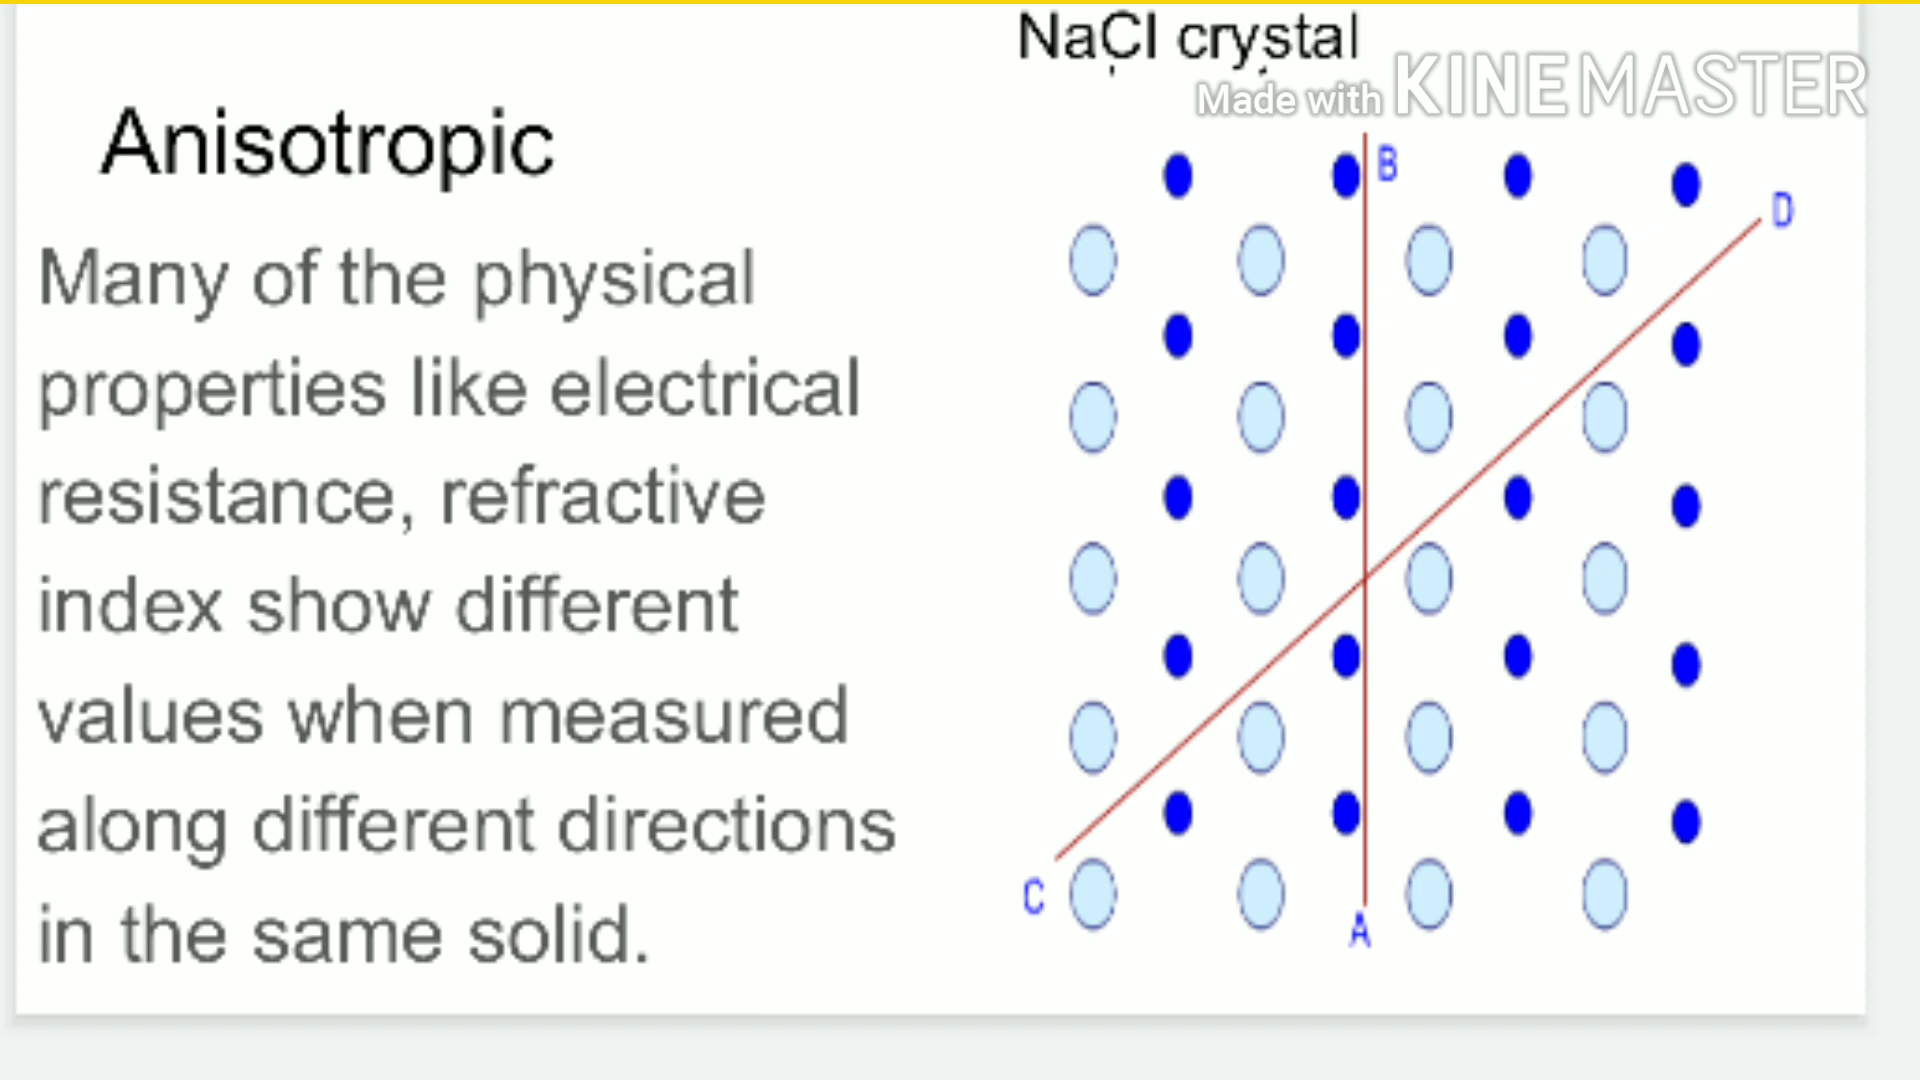 NaCl crystal
Made with KINEMASTER
Anisotropic
Many of the physical
properties like electrical
resistance, refractive
index show different
values when measured
along different directions
in the same solid.
B
D
C
A